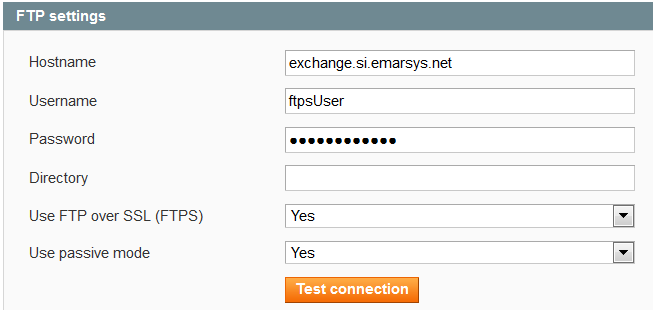 FTP settings
Hostname exchange.si.emarsys.net
Username ftpsUser
Password ●●●●●●●●●●●●
Directory
Use FTP over SSL (FTPS) Yes
Use passive mode Yes
Test connection